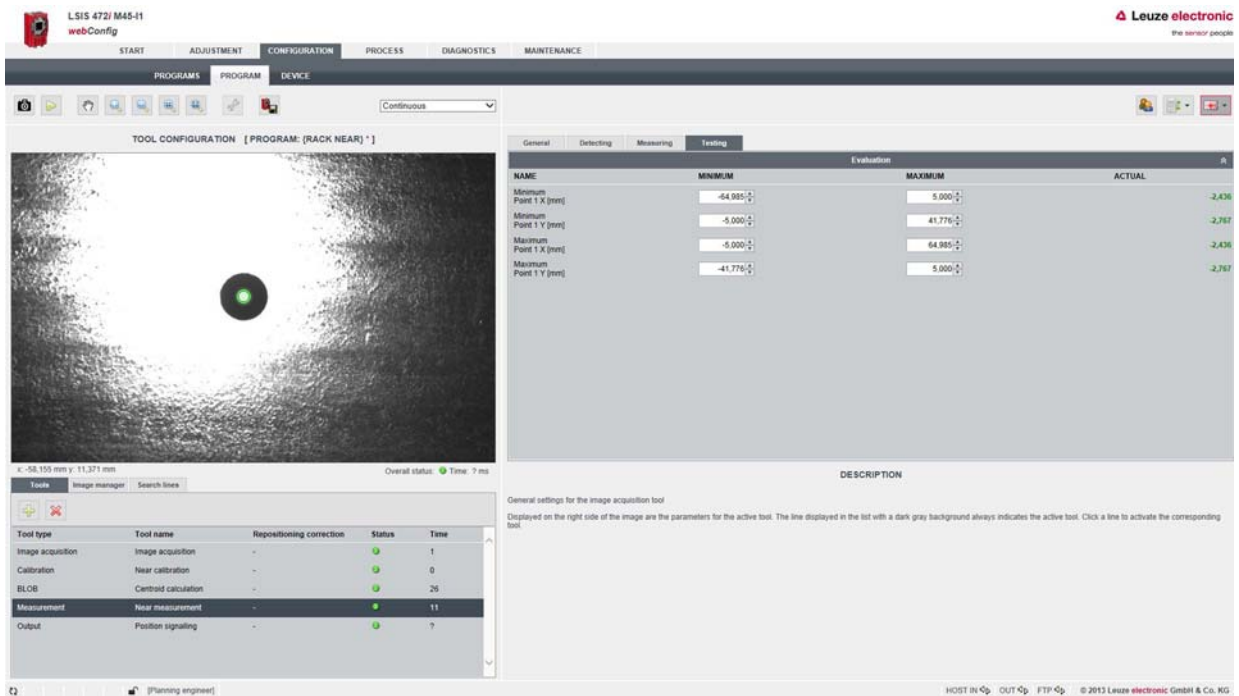 LSIS 472i M45-I1
webConfig
Leuze electronic
the sensor people
START ADJUSTMENT CONFIGURATION PROCESS DIAGNOSTICS MAINTENANCE
PROGRAMS PROGRAM DEVICE
Continuous
TOOL CONFIGURATION [ PROGRAM: (RACK NEAR) * ]
General Detecting Measuring Testing
Evaluation
NAME MINIMUM MAXIMUM ACTUAL
Minimum
Point 1 X [mm] -64,985 5,000 -2,436
Minimum
Point 1 Y [mm] -5,000 41,776 -2,767
Maximum
Point 1 X [mm] -5,000 64,985 -2,436
Maximum
Point 1 Y [mm] -41,776 5,000 -2,767
x: -58,155 mm y: 11,371 mm Overall status: Time: ? ms
Tools Image manager Search lines
Tool type Tool name Repositioning correction Status Time
Image acquisition Image acquisition - 1
Calibration Near calibration - 0
BLOB Centroid calculation - 26
Measurement Near measurement - 11
Output Position signalling - ?
DESCRIPTION
General settings for the image acquisition tool
Displayed on the right side of the image are the parameters for the active tool. The line displayed in the list with a dark gray background always indicates the active tool. Click a line to activate the corresponding
tool.
[Planning engineer]
HOST IN OUT FTP © 2013 Leuze electronic GmbH & Co. KG